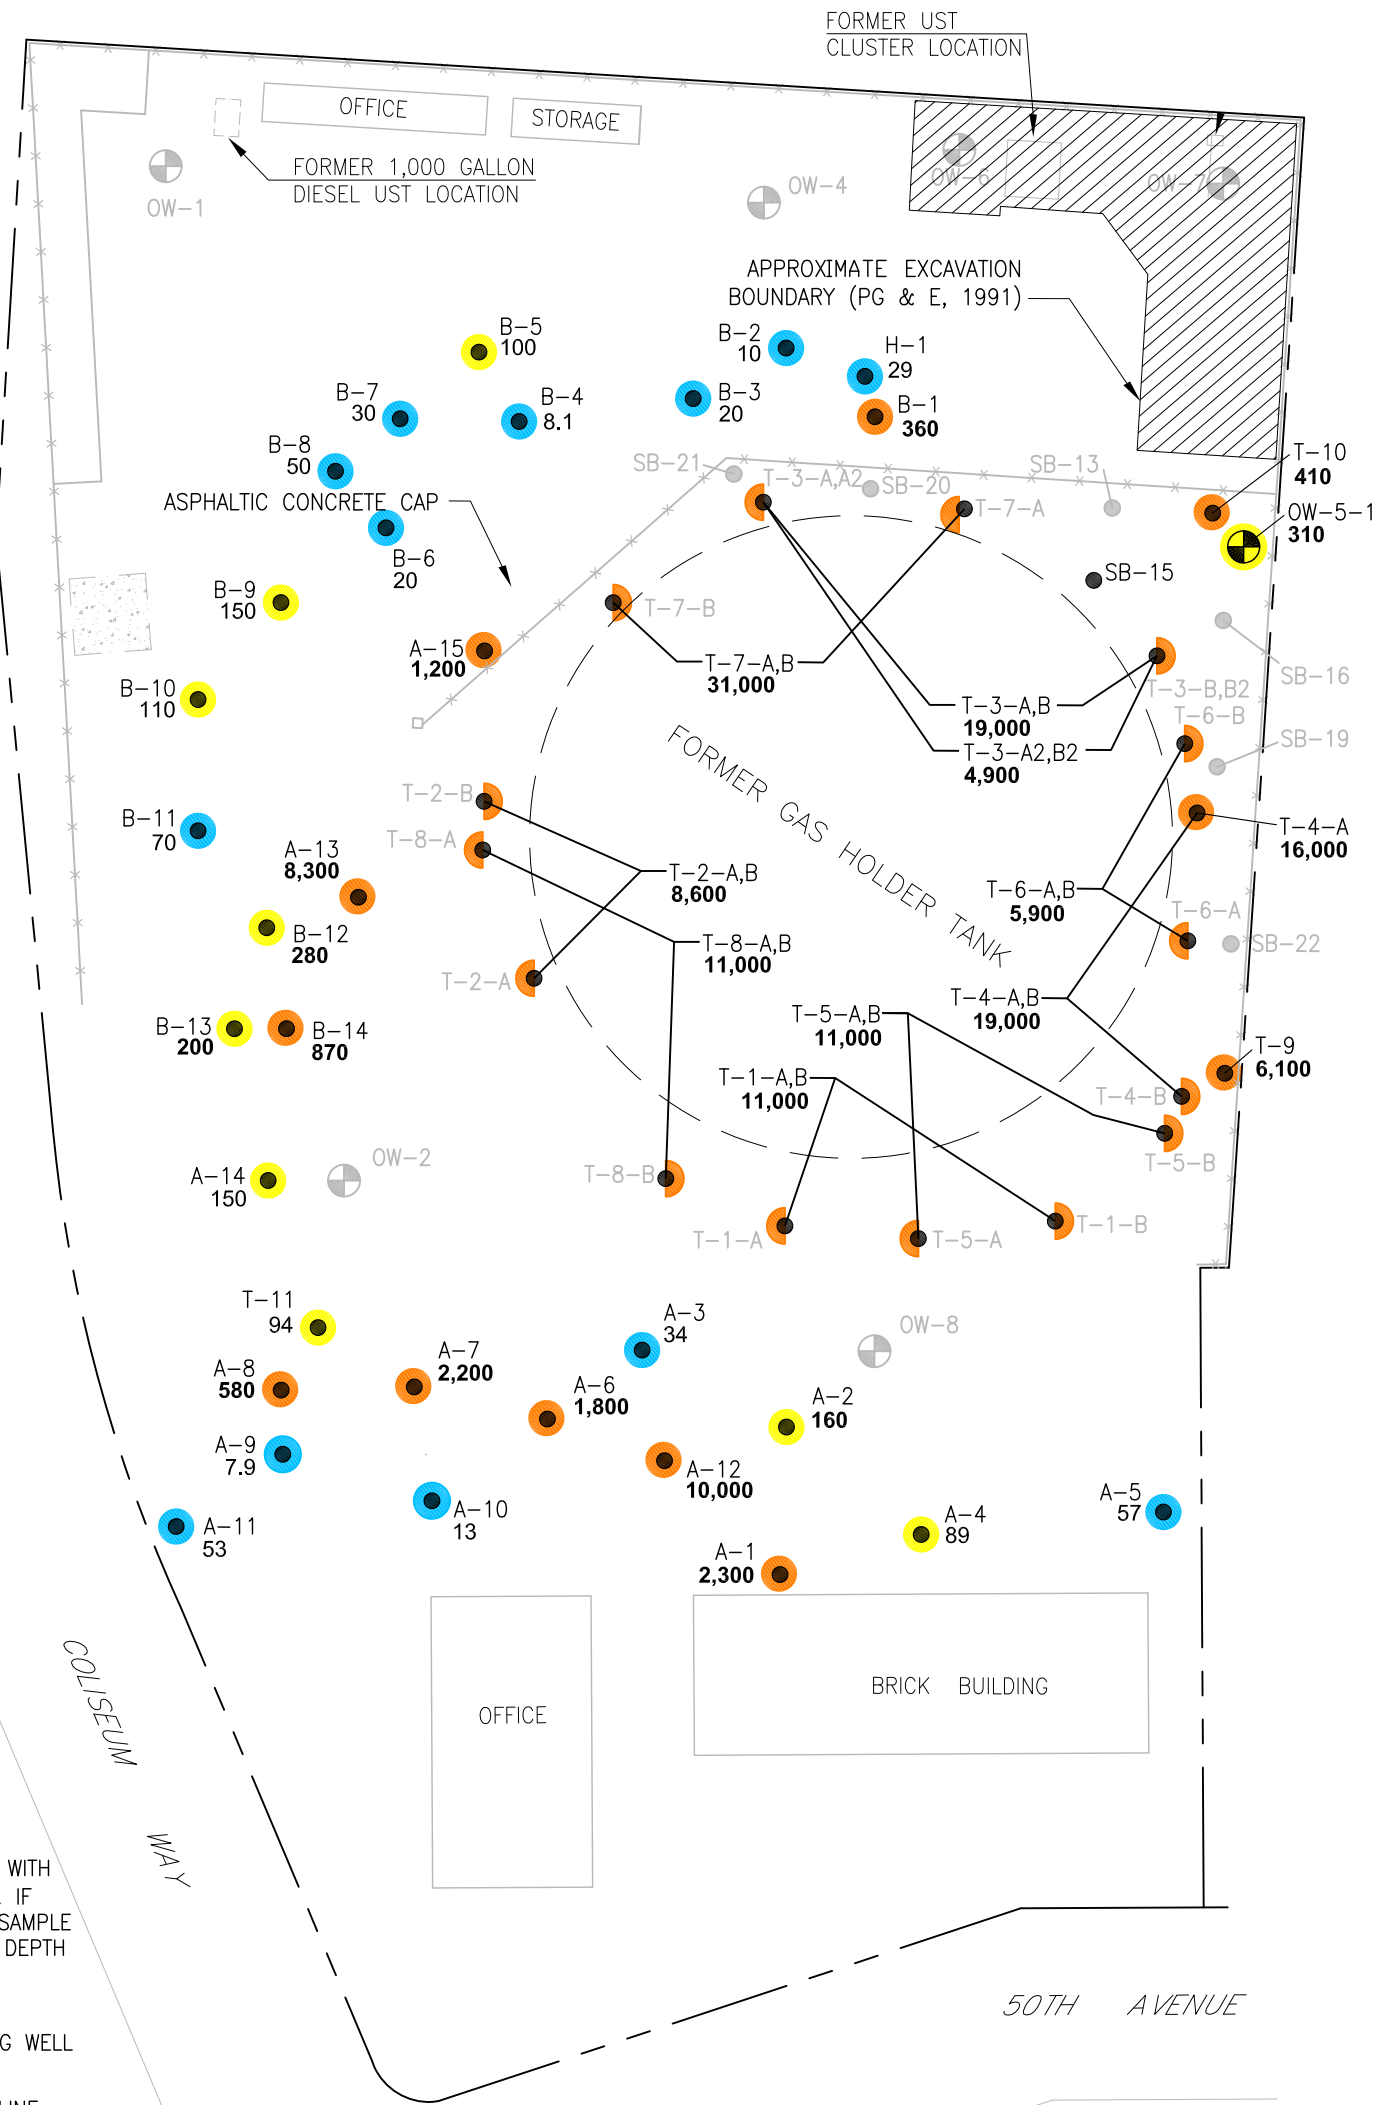 FORMER UST
CLUSTER LOCATION
OFFICE
STORAGE
FORMER 1,000 GALLON
DIESEL UST LOCATION
OW-1
OW-4
OW-6
OW-7
APPROXIMATE EXCAVATION
BOUNDARY (PG & E, 1991)
B-5
100
B-2
10
H-1
29
B-7
30
B-4
8.1
B-3
20
B-1
360
B-8
50
SB-21
T-3-A,A2
SB-20
SB-13
T-10
410
ASPHALTIC CONCRETE CAP
T-7-A
OW-5-1
310
B-6
20
SB-15
B-9
150
T-7-B
A-15
1,200
T-7-A,B
31,000
SB-16
T-3-B,B2
B-10
110
T-3-A,B
19,000
T-6-B
SB-19
T-3-A2,B2
4,900
FORMER GAS HOLDER TANK
T-2-B
B-11
70
T-8-A
T-4-A
16,000
A-13
8,300
T-2-A,B
8,600
T-6-A,B
5,900
T-6-A
B-12
280
T-8-A,B
11,000
SB-22
T-2-A
T-4-A,B
19,000
B-13
200
B-14
870
T-5-A,B
11,000
T-9
6,100
T-1-A,B
11,000
T-4-B
T-5-B
A-14
150
OW-2
T-8-B
T-1-A
T-5-A
T-1-B
T-11
94
A-3
34
OW-8
A-8
580
A-7
2,200
A-6
1,800
A-2
160
A-9
7.9
A-12
10,000
A-11
53
A-10
13
A-4
89
A-5
57
A-1
2,300
COLISEUM WAY
OFFICE
BRICK BUILDING
WITH
IF
SAMPLE
DEPTH
G WELL
50TH AVENUE